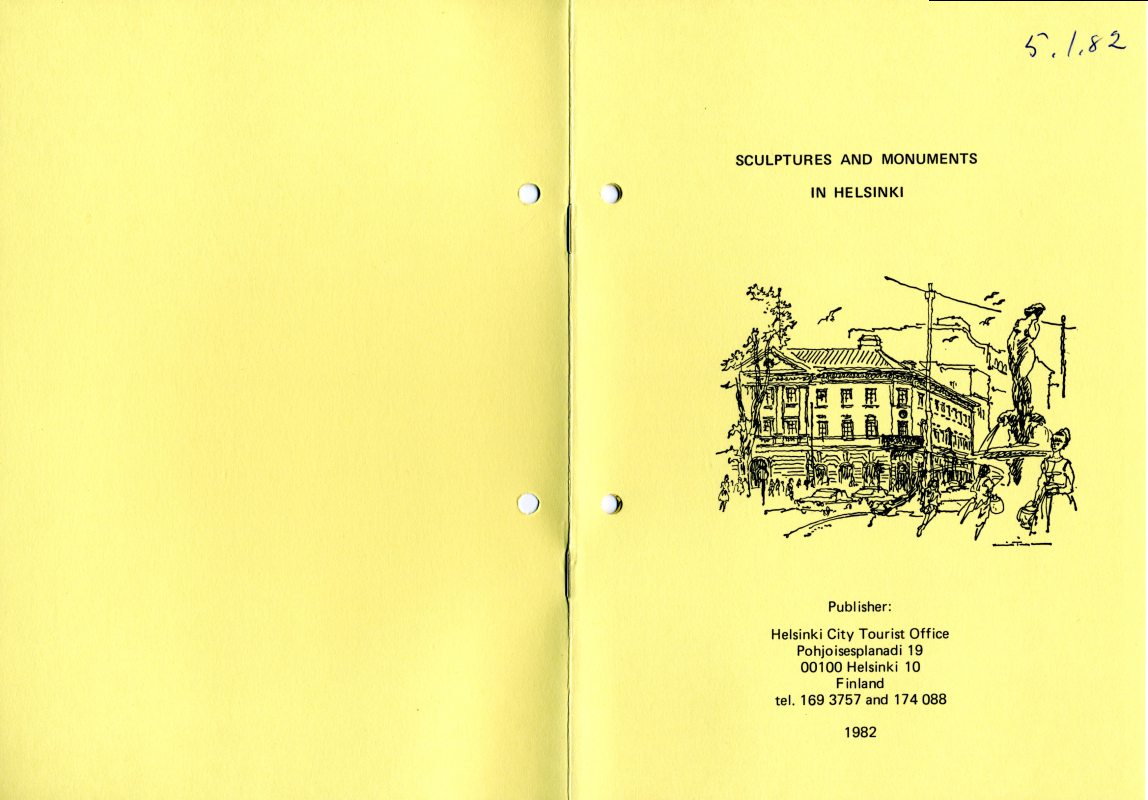 5.1.82
SCULPTURES AND MONUMENTS
IN HELSINKI
Publisher:
Helsinki City Tourist Office
Pohjoisesplanadi 19
00100 Helsinki 10
Finland
tel. 169 3757 and 174 088
1982